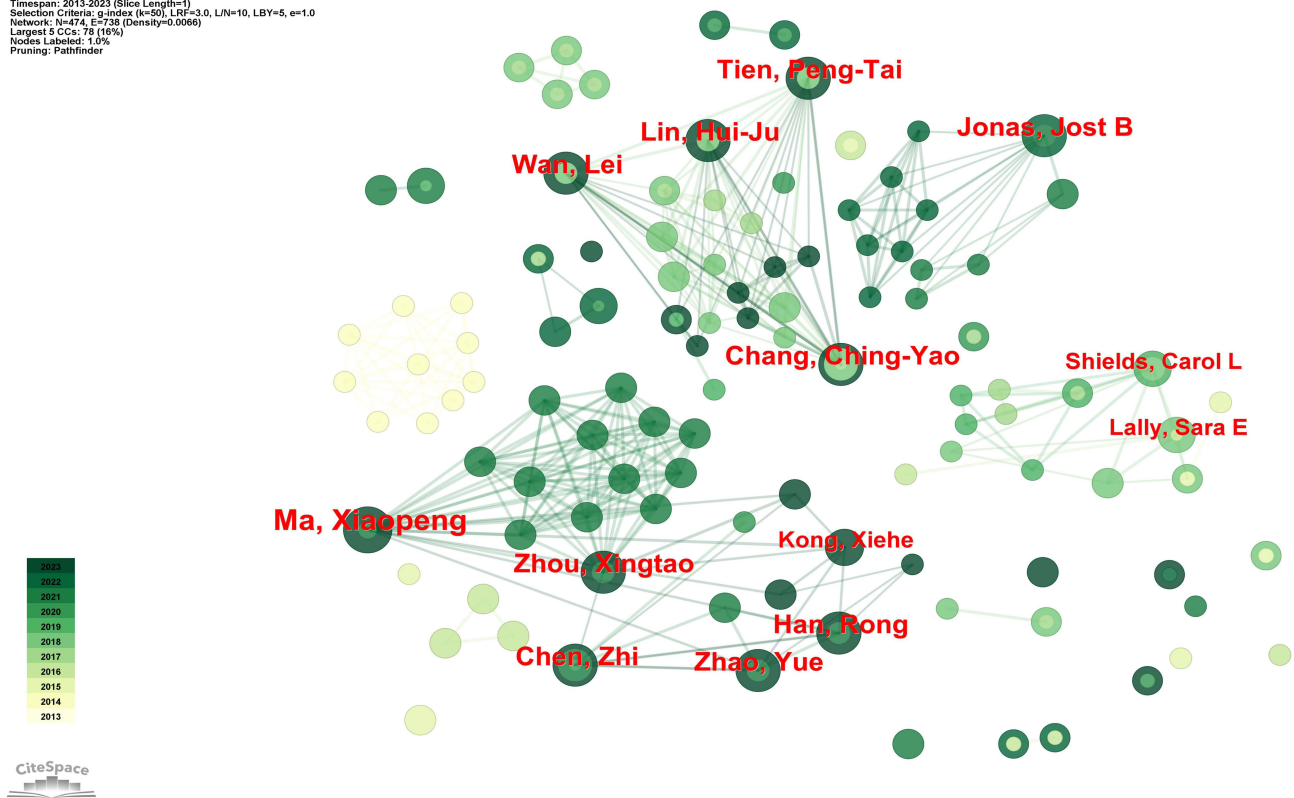 Timespan: 2013-2023 (Slice Length=1)
Selection Criteria: g-index (k=50), LRF=3.0, L/N=10, LBY=5, e=1.0
Network: N=474, E=738 (Density=0.0066)
Largest 5 CCs: 78 (16%)
Nodes Labeled: 1.0%
Pruning: Pathfinder
Tien, Peng-Tai
Lin, Hui-Ju
Jonas, Jost B
Wan, Lei
Chang, Ching-Yao
Shields, Carol L
Lally, Sara E
Ma, Xiaopeng
Kong, Xiehe
Zhou, Xingtao
Han, Rong
Chen, Zhi
Zhao, Yue
2023
2022
2021
2020
2019
2018
2017
2016
2015
2014
2013
CiteSpace